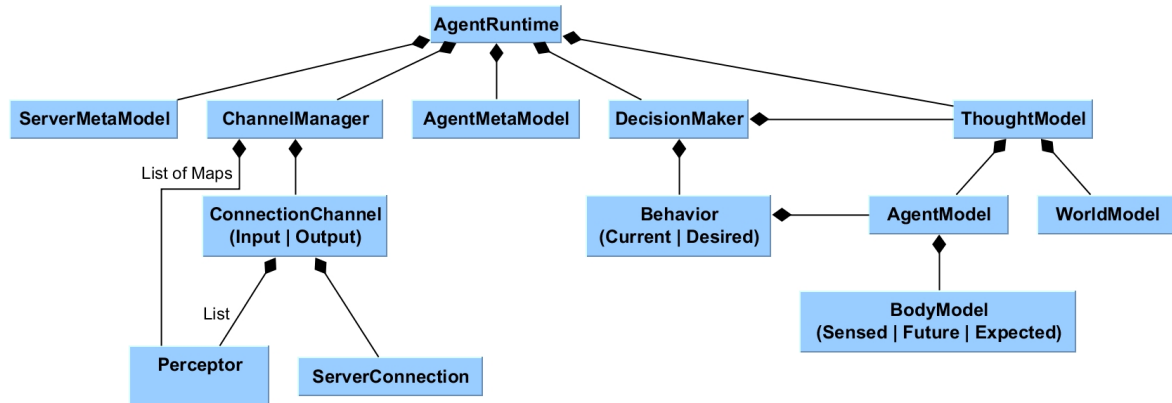 AgentRuntime
ServerMetaModel
ChannelManager
AgentMetaModel
DecisionMaker
ThoughtModel
List of Maps
ConnectionChannel
(Input | Output)
Behavior
(Current | Desired)
AgentModel
WorldModel
List
BodyModel
(Sensed | Future | Expected)
Perceptor
ServerConnection